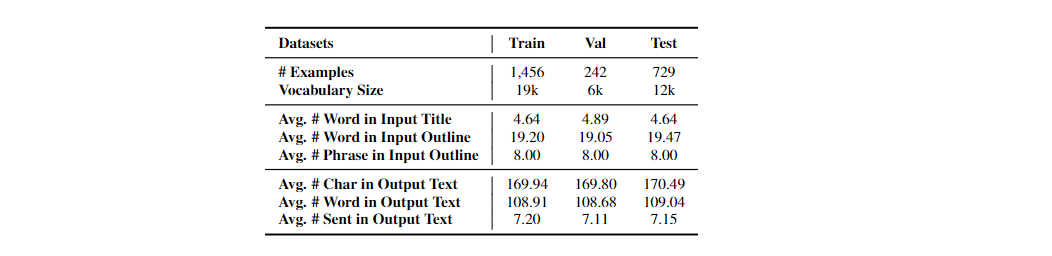 Datasets Train Val Test
# Examples 1,456 242 729
Vocabulary Size 19k 6k 12k
Avg. # Word in Input Title 4.64 4.89 4.64
Avg. # Word in Input Outline 19.20 19.05 19.47
Avg. # Phrase in Input Outline 8.00 8.00 8.00
Avg. # Char in Output Text 169.94 169.80 170.49
Avg. # Word in Output Text 108.91 108.68 109.04
Avg. # Sent in Output Text 7.20 7.11 7.15